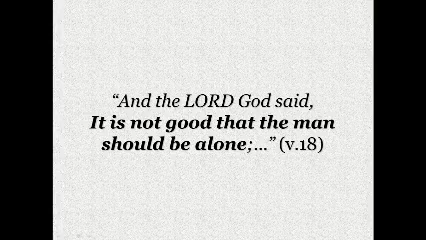 “And the LORD God said,
It is not good that the man
should be alone;...” (v.18)